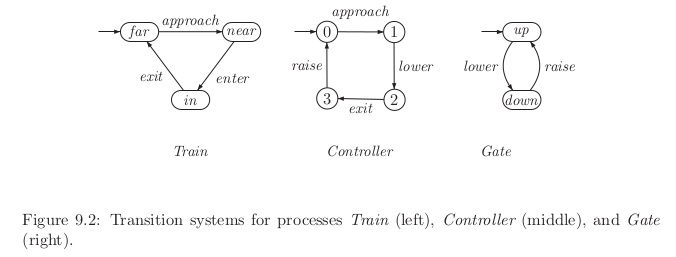 approach
far
near
exit
enter
in
Train
approach
0
1
raise
lower
3
2
exit
Controller
up
lower
raise
down
Gate
Figure 9.2: Transition systems for processes Train (left), Controller (middle), and Gate
(right).